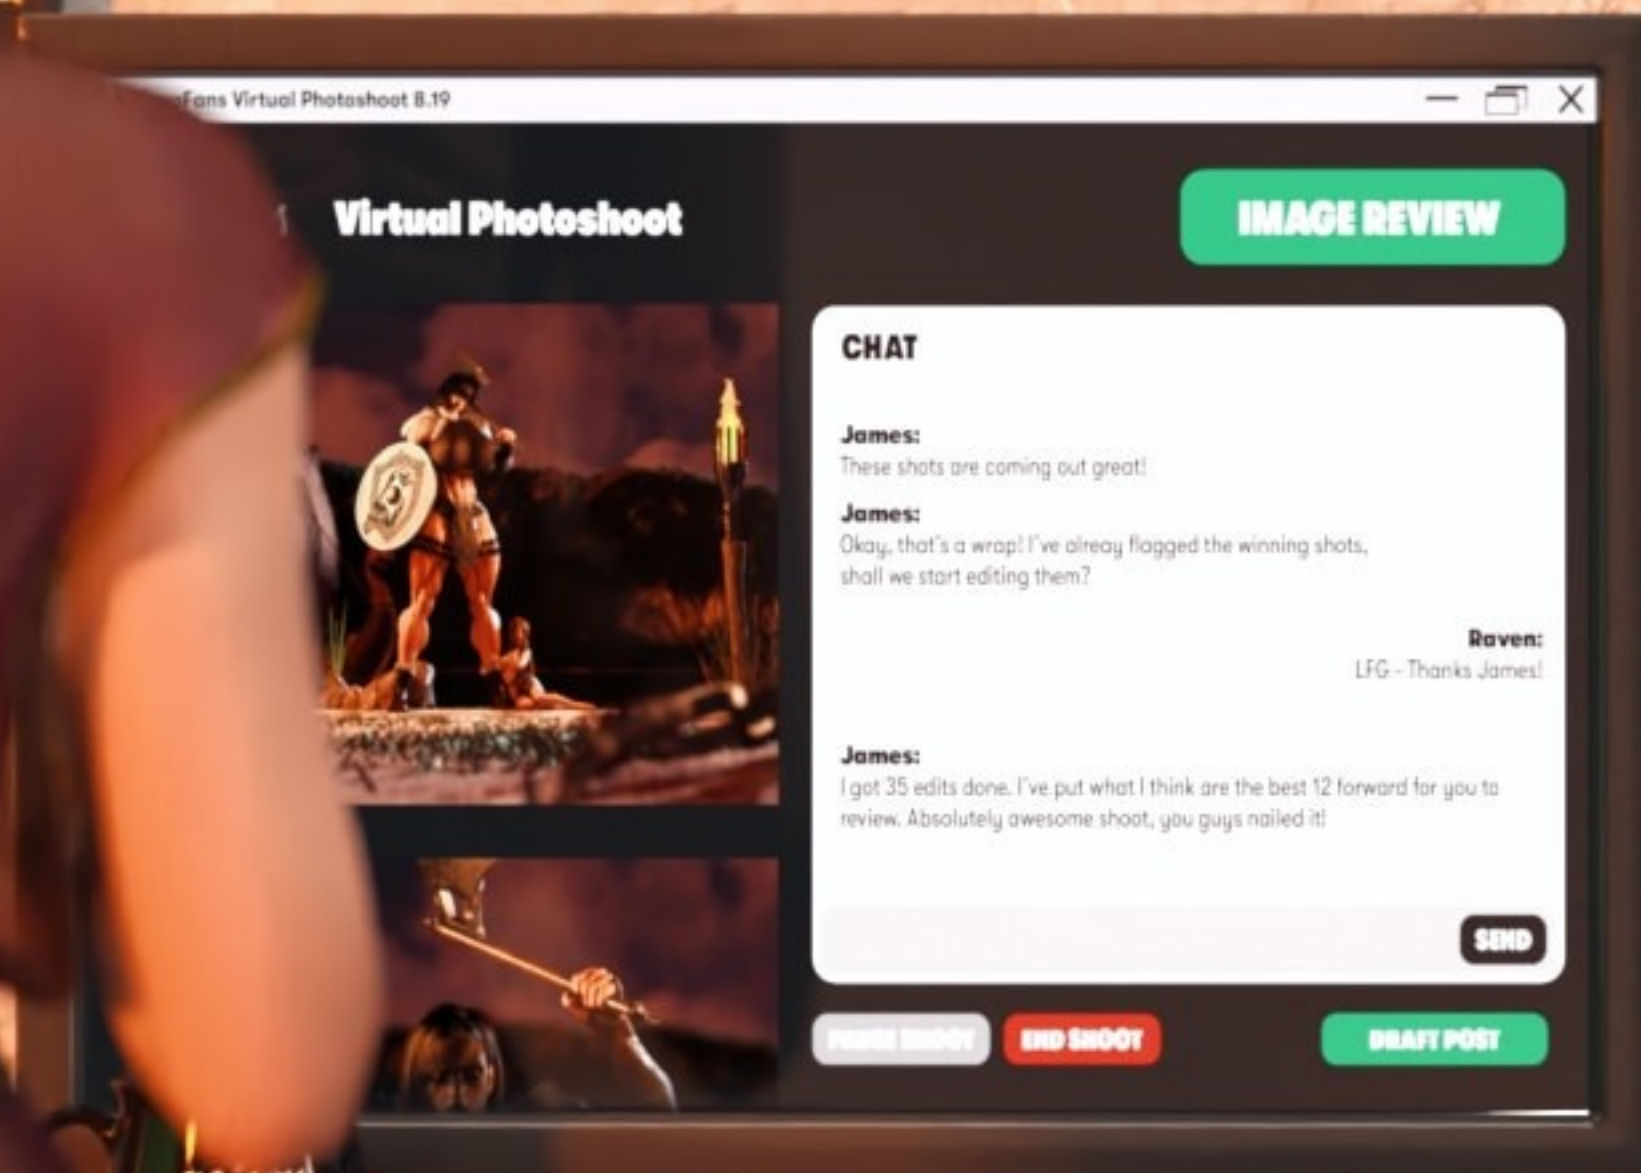 Fans Virtual Photoshoot 8.19
Virtual Photoshoot
IMAGE REVIEW
CHAT
James:
These shots are coming out great!
James:
Okay, that's a wrap! I've alreay flagged the winning shots,
shall we start editing them?
Raven:
LFG - Thanks James!
James:
I got 35 edits done. I've put what I think are the best 12 forward for you to
review. Absolutely awesome shoot, you guys nailed it!
SEND
PAUSE SHOOT
END SHOOT
DRAFT POST